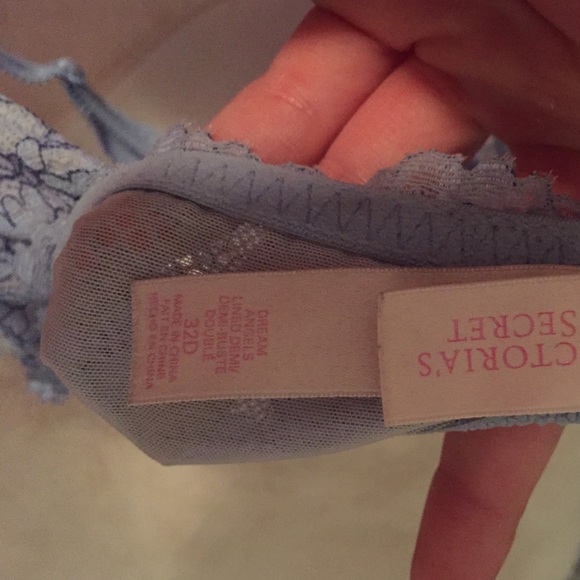 CTORIA'S
SECRET
DREAM
ANGELS
LINED DEMI
DEMI-BUSTE
DOUBLÉ
32D
MADE IN CHINA
FAIT EN CHINE
HECHO EN CHINA